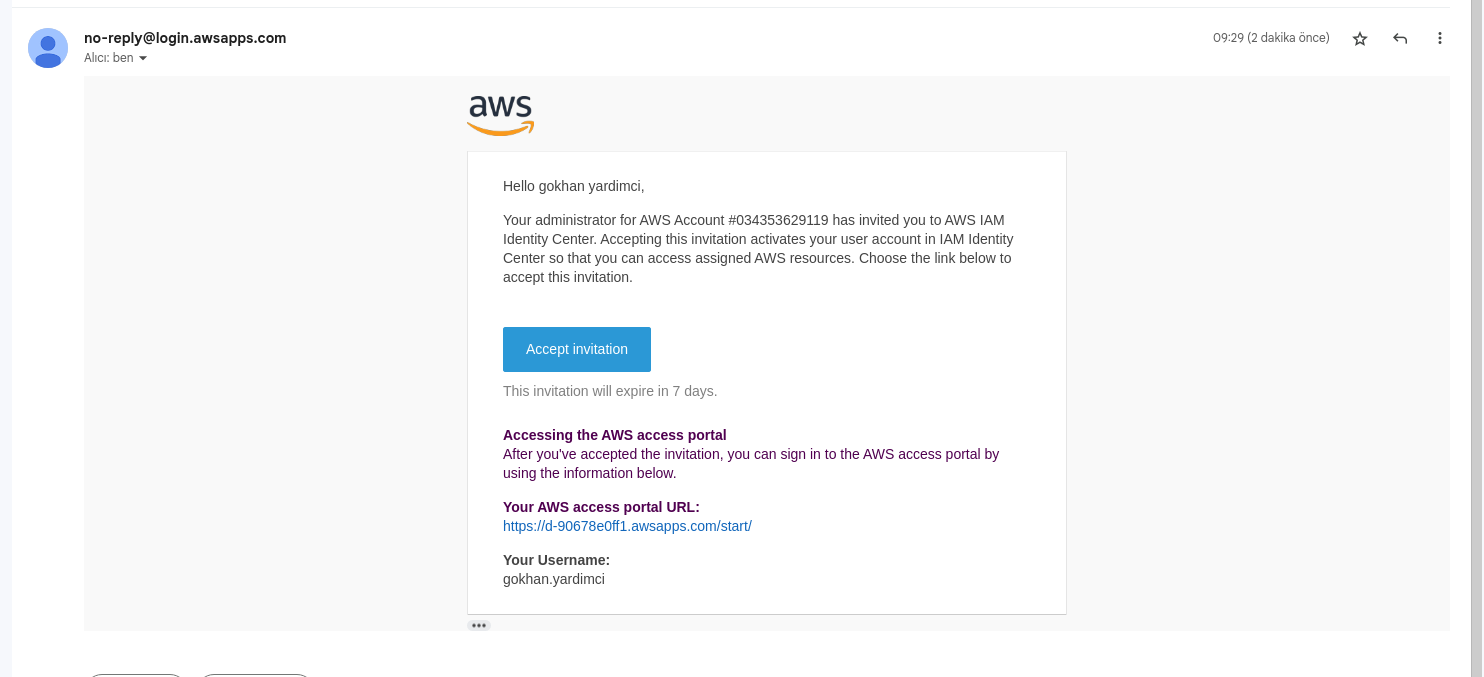 no-reply@login.awsapps.com
09:29 (2 dakika önce)
Alıcı: ben
aws
Hello gokhan yardimci,
Your administrator for AWS Account #034353629119 has invited you to AWS IAM
Identity Center. Accepting this invitation activates your user account in IAM Identity
Center so that you can access assigned AWS resources. Choose the link below to
accept this invitation.
Accept invitation
This invitation will expire in 7 days.
Accessing the AWS access portal
After you've accepted the invitation, you can sign in to the AWS access portal by
using the information below.
Your AWS access portal URL:
https://d-90678e0ff1.awsapps.com/start/
Your Username:
gokhan.yardimci